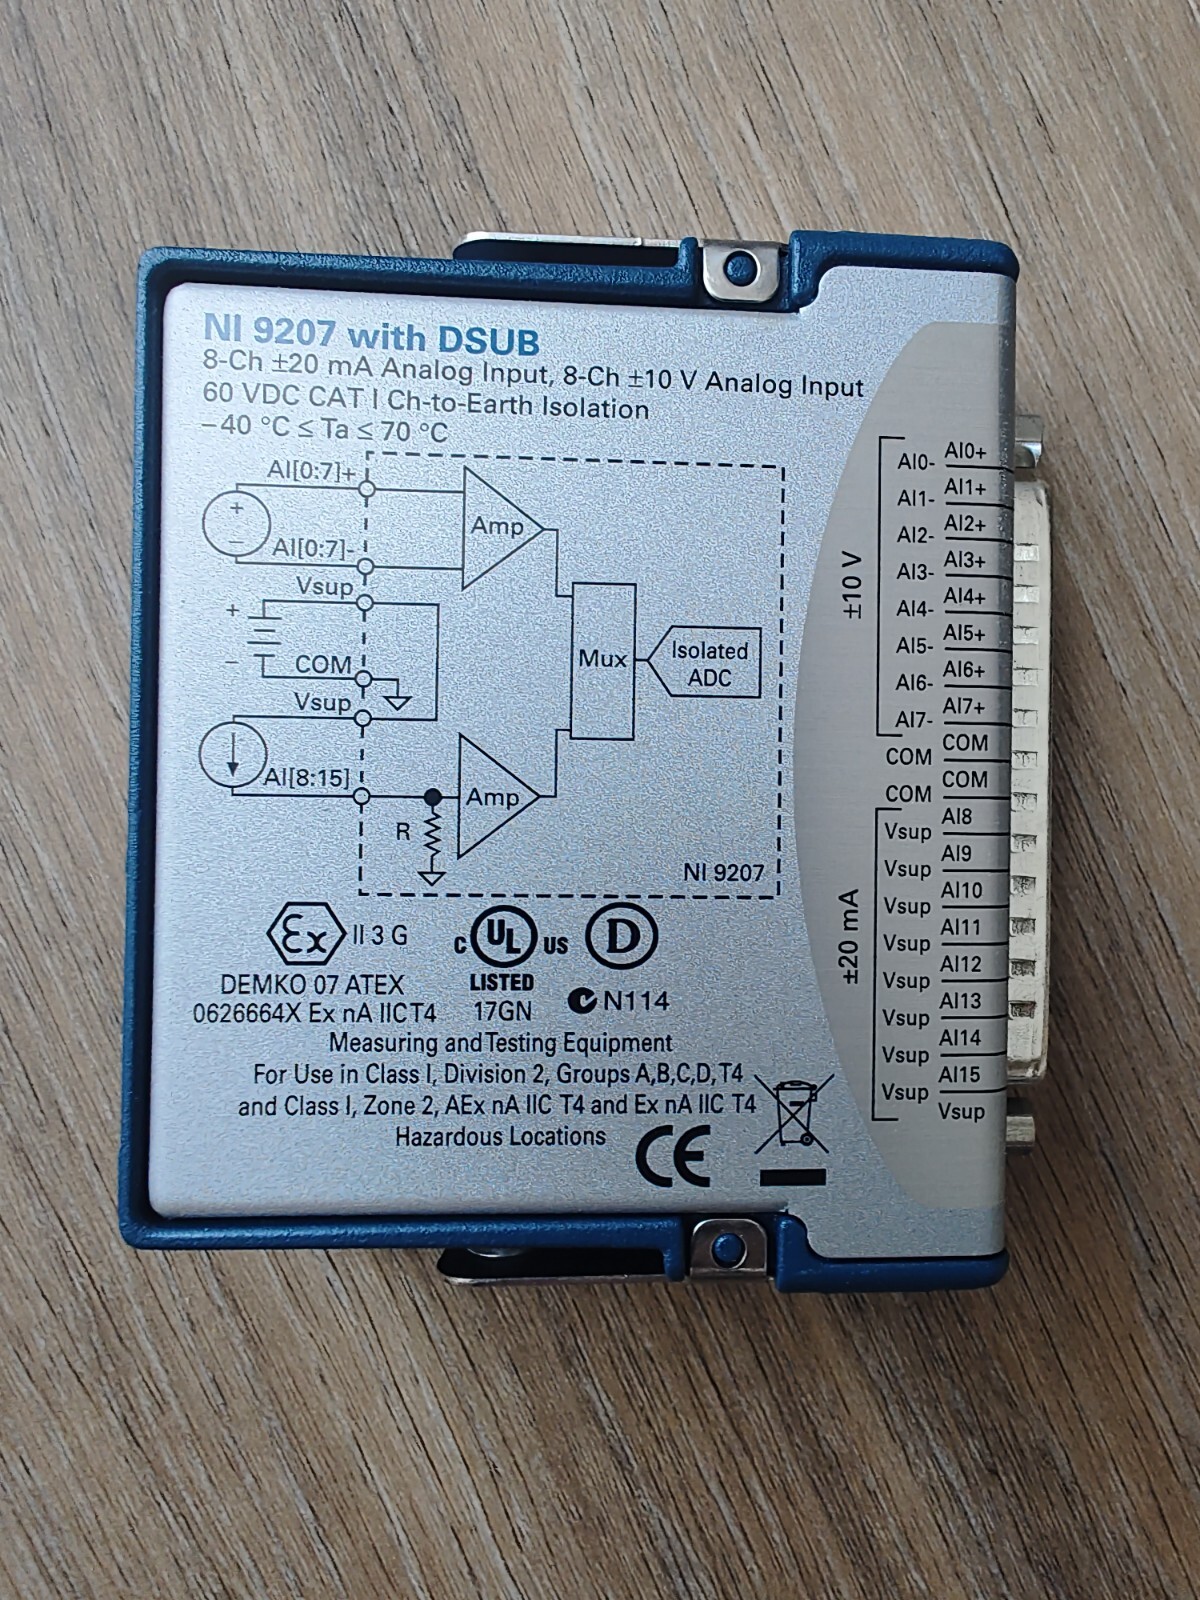 NI 9207 with DSUB
8-Ch ±20 mA Analog Input, 8-Ch ±10 V Analog Input
60 VDC CAT I Ch-to-Earth Isolation
−40 °C ≤ Ta ≤ 70 °C
AI[0:7]+
+
−
AI[0:7]-
Amp
Vsup
+
−
COM
Vsup
Mux
Isolated
ADC
AI[8:15]
Amp
R
NI 9207
Ex II 3 G
DEMKO 07 ATEX
0626664X Ex nA IIC T4
C UL US
LISTED
17GN
D
N114
Measuring and Testing Equipment
For Use in Class I, Division 2, Groups A,B,C,D, T4
and Class I, Zone 2, AEx nA IIC T4 and Ex nA IIC T4
Hazardous Locations
CE
±10 V
AI0- AI0+
AI1- AI1+
AI2- AI2+
AI3- AI3+
AI4- AI4+
AI5- AI5+
AI6- AI6+
AI7- AI7+
COM COM
COM COM
±20 mA
Vsup AI8
Vsup AI9
Vsup AI10
Vsup AI11
Vsup AI12
Vsup AI13
Vsup AI14
Vsup AI15
Vsup